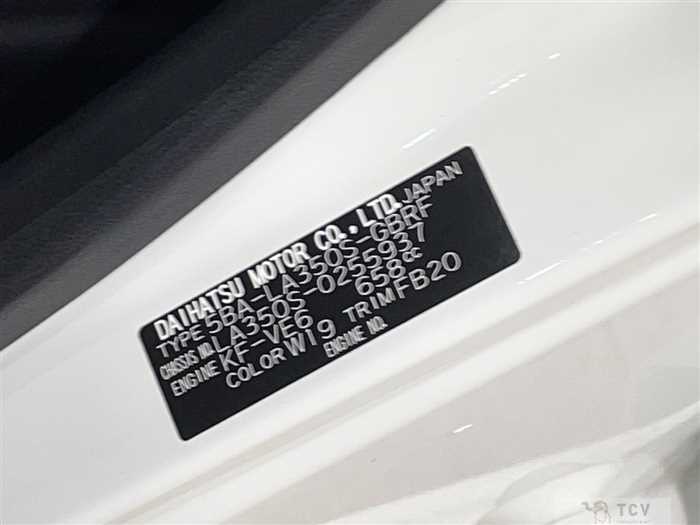 DAIHATSU MOTOR CO., LTD. JAPAN
TYPE 5BA-LA350S-GBRF
CHASSIS NO. LA350S-0255937
ENGINE KF-VE6 658cc
COLOR W19 TRIM FB20
ENGINE NO.
TCV